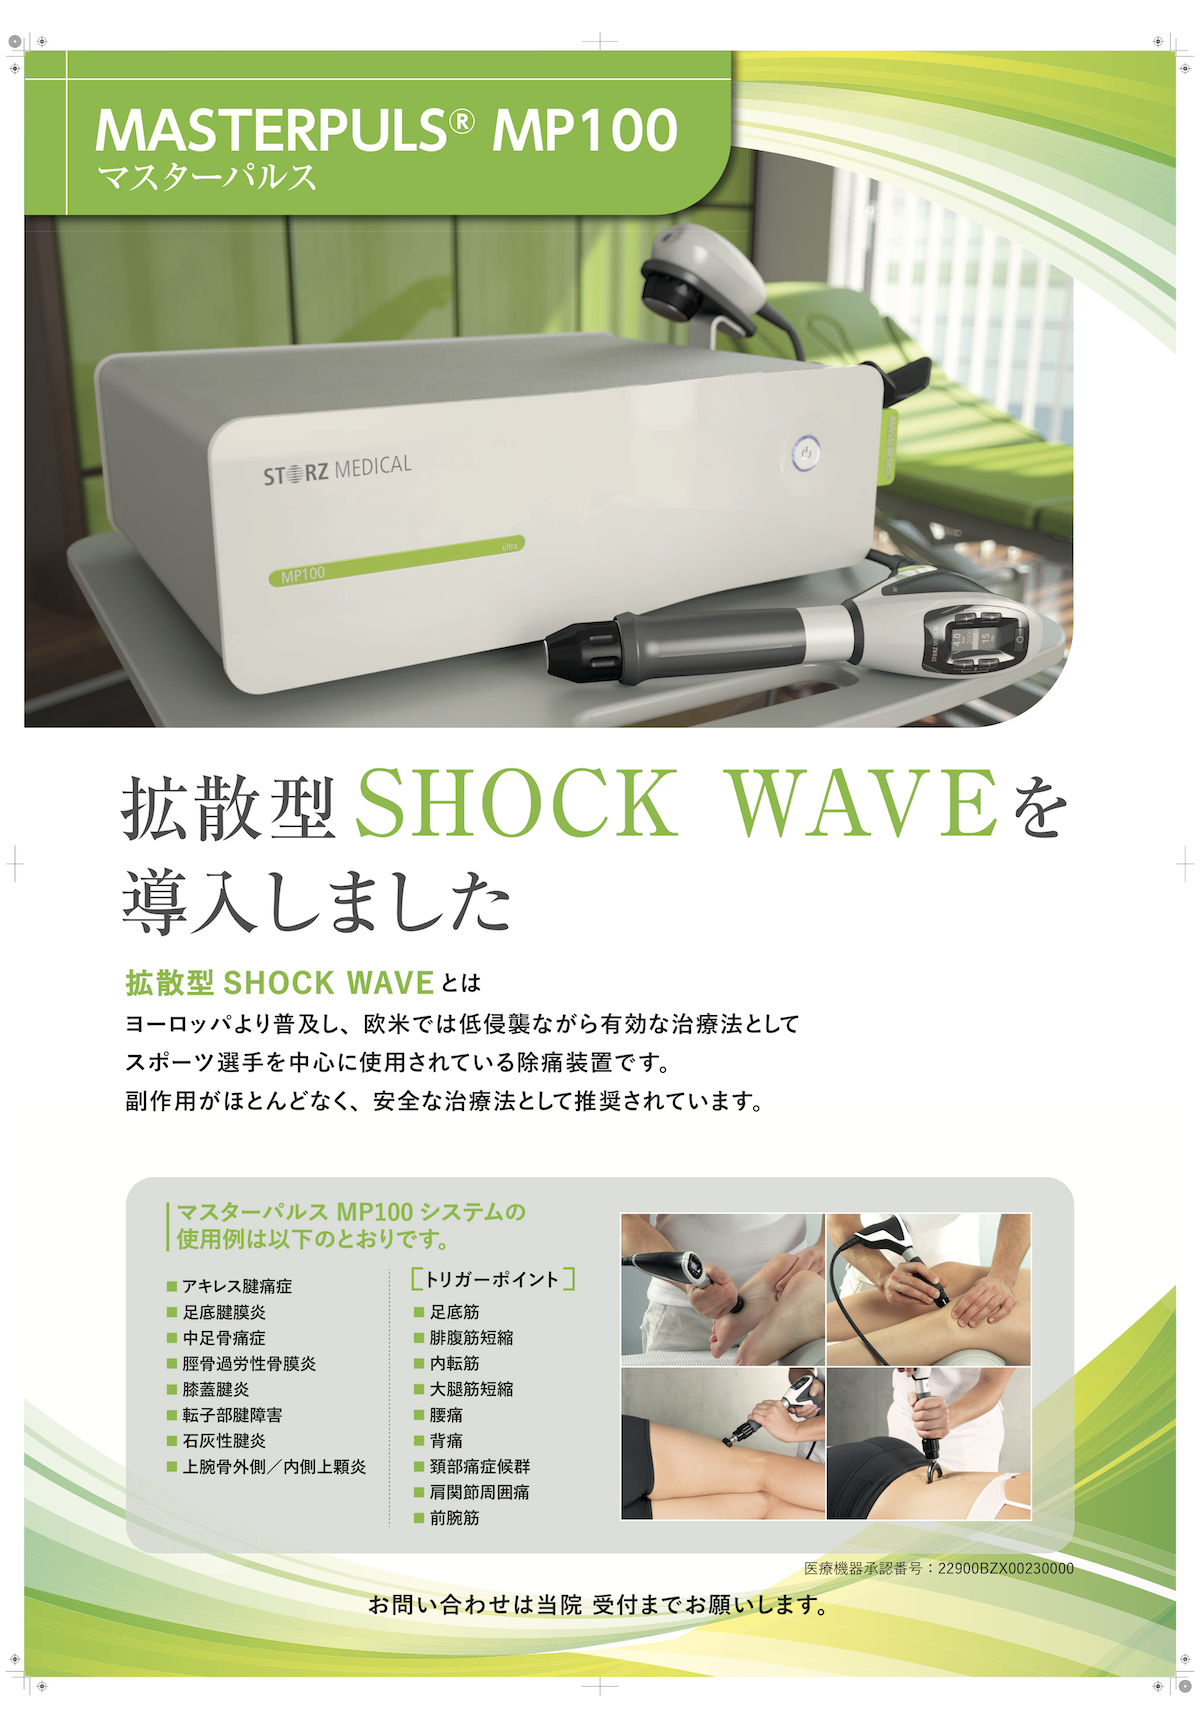 MASTERPULS® MP100
マスターパルス
STORZ MEDICAL
MP100
ultra
STORZ MEDICAL
4.0
15
拡散型 SHOCK WAVEを
導入しました
拡散型 SHOCK WAVE とは
ヨーロッパより普及し、欧米では低侵襲ながら有効な治療法として
スポーツ選手を中心に使用されている除痛装置です。
副作用がほとんどなく、安全な治療法として推奨されています。
マスターパルス MP100 システムの
使用例は以下のとおりです。
■ アキレス腱痛症
■ 足底腱膜炎
■ 中足骨痛症
■ 脛骨過労性骨膜炎
■ 膝蓋腱炎
■ 転子部腱障害
■ 石灰性腱炎
■ 上腕骨外側／内側上顆炎
[トリガーポイント]
■ 足底筋
■ 腓腹筋短縮
■ 内転筋
■ 大腿筋短縮
■ 腰痛
■ 背痛
■ 頚部痛症候群
■ 肩関節周囲痛
■ 前腕筋
医療機器承認番号：22900BZX00230000
お問い合わせは当院 受付までお願いします。